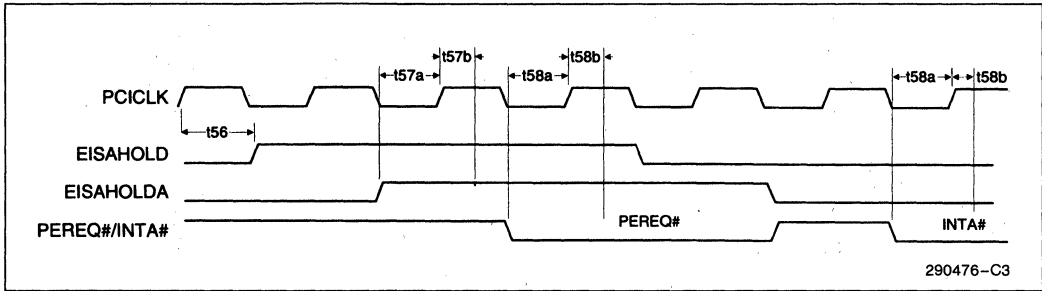 t57b t58b
t57a t58a t58a t58b
PCICLK
t56
EISAHOLD
EISAHOLDA
PEREQ#/INTA# PEREQ# INTA#
290476-C3